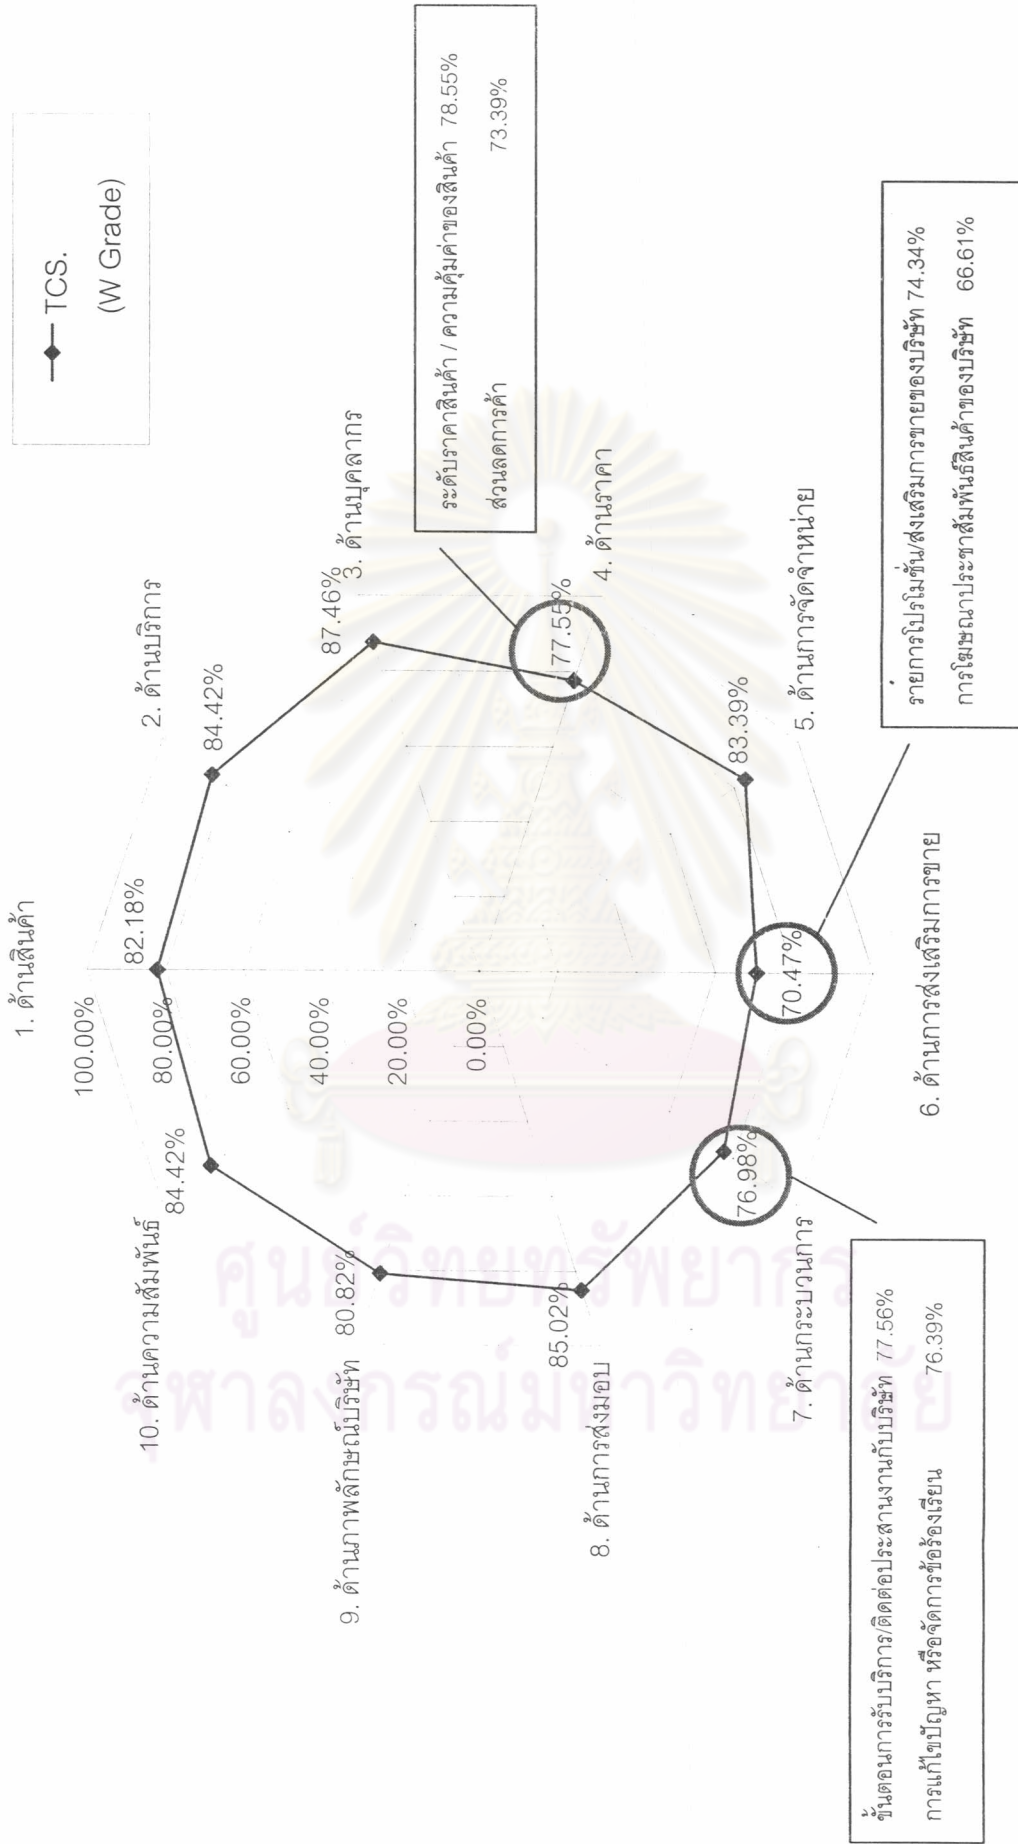 TCS.
(W Grade)
1. ด้านสินค้า
2. ด้านบริการ
3. ด้านบุคลากร
4. ด้านราคา
5. ด้านการจัดจำหน่าย
6. ด้านการส่งเสริมการขาย
7. ด้านกระบวนการ
8. ด้านการส่งมอบ
9. ด้านภาพลักษณ์บริษัท
10. ด้านความสัมพันธ์
82.18%
84.42%
87.46%
77.55%
83.39%
70.47%
76.98%
85.02%
80.82%
84.42%
100.00%
80.00%
60.00%
40.00%
20.00%
0.00%
ระดับราคาสินค้า / ความคุ้มค่าของสินค้า 78.55%
ส่วนลดการค้า 73.39%
รายการโปรโมชั่น/ส่งเสริมการขายของบริษัท 74.34%
การโฆษณาประชาสัมพันธ์สินค้าของบริษัท 66.61%
ขั้นตอนการรับบริการ/ติดต่อประสานงานกับบริษัท 77.56%
การแก้ไขปัญหา หรือจัดการข้อร้องเรียน 76.39%
ศูนย์วิทยทรัพยากร
จุฬาลงกรณ์มหาวิทยาลัย